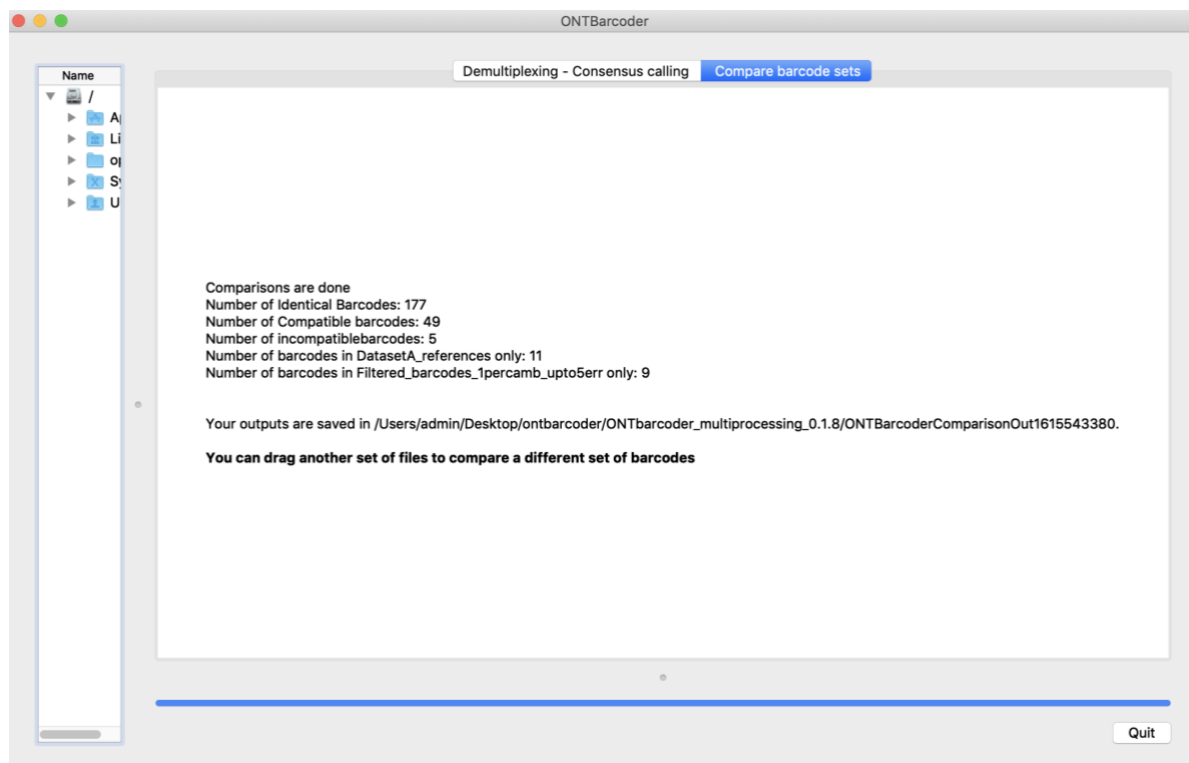 ONTBarcoder
Name
/
Demultiplexing - Consensus calling
Compare barcode sets
Comparisons are done
Number of Identical Barcodes: 177
Number of Compatible barcodes: 49
Number of incompatiblebarcodes: 5
Number of barcodes in DatasetA_references only: 11
Number of barcodes in Filtered_barcodes_1percamb_upto5err only: 9
Your outputs are saved in /Users/admin/Desktop/ontbarcoder/ONTbarcoder_multiprocessing_0.1.8/ONTBarcoderComparisonOut1615543380.
You can drag another set of files to compare a different set of barcodes
Quit